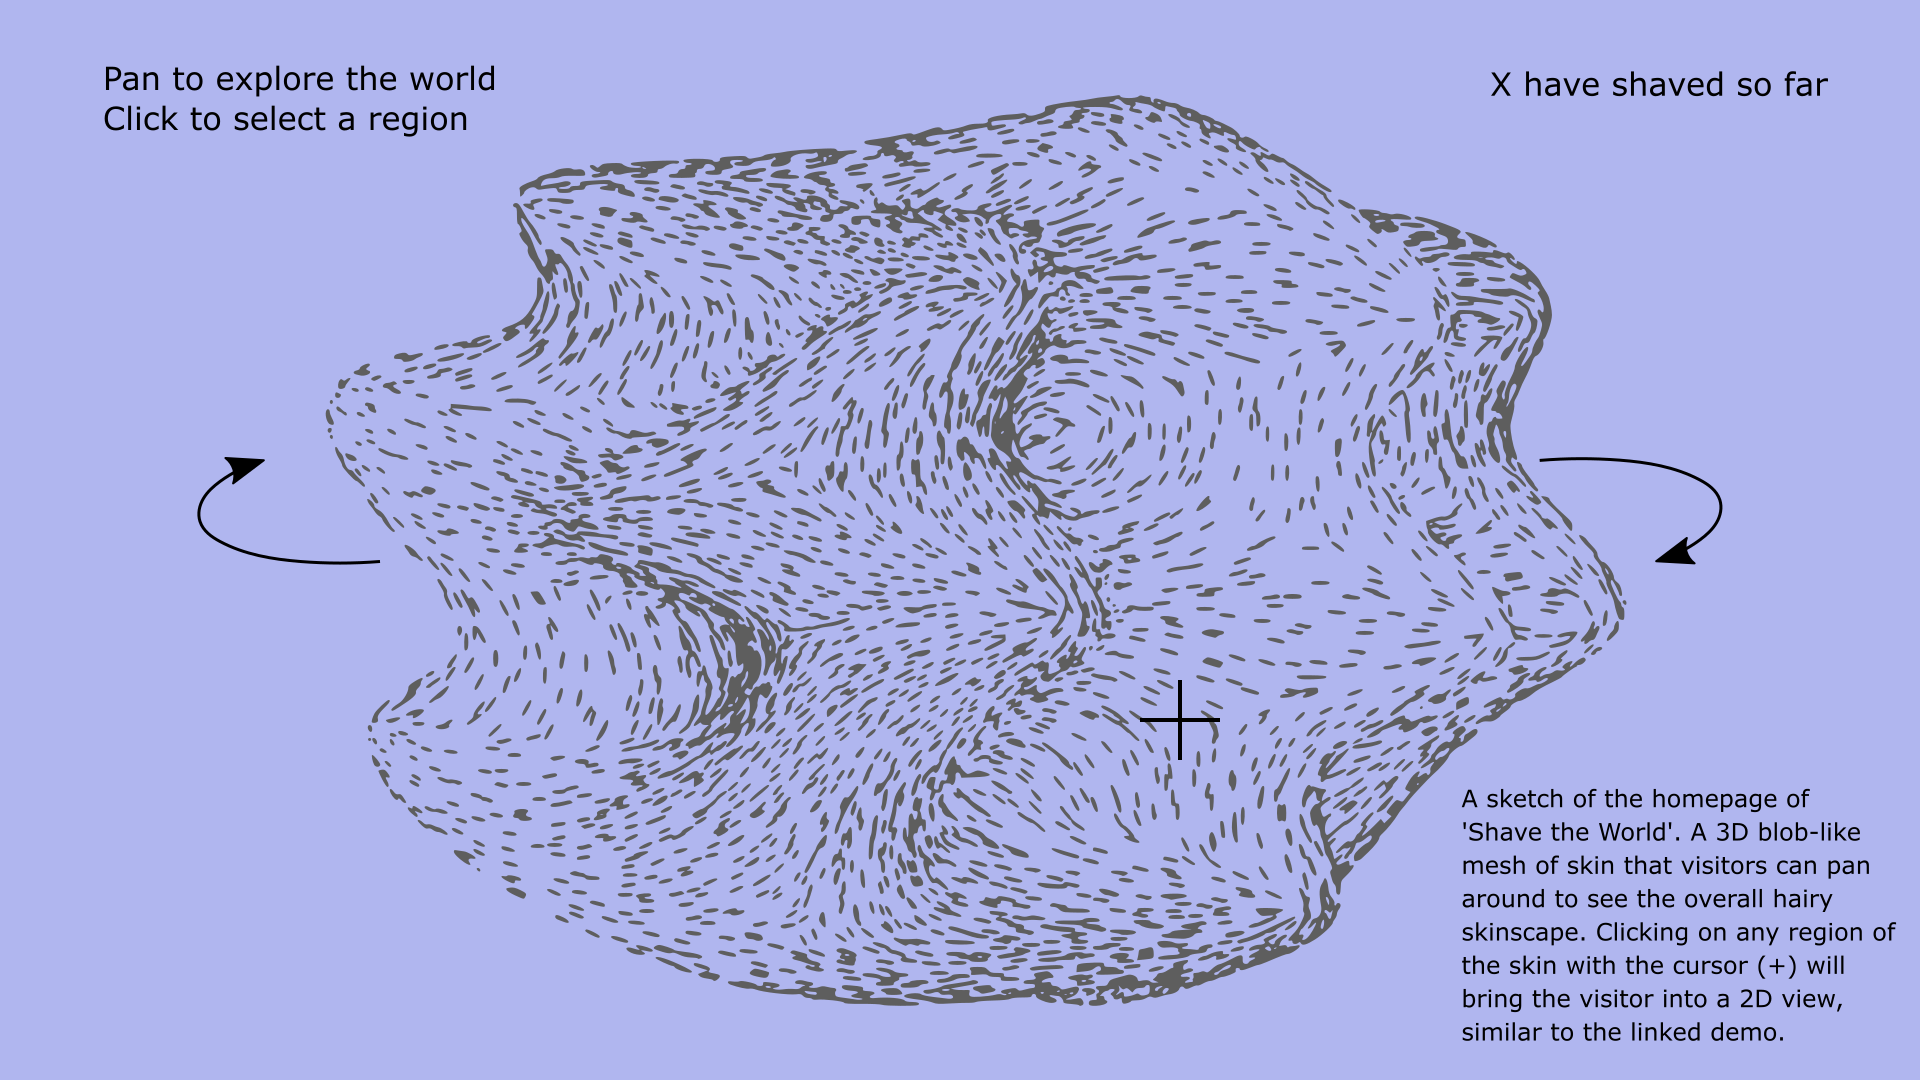 Pan to explore the world
Click to select a region
X have shaved so far
A sketch of the homepage of
'Shave the World'. A 3D blob-like
mesh of skin that visitors can pan
around to see the overall hairy
skinscape. Clicking on any region of
the skin with the cursor (+) will
bring the visitor into a 2D view,
similar to the linked demo.